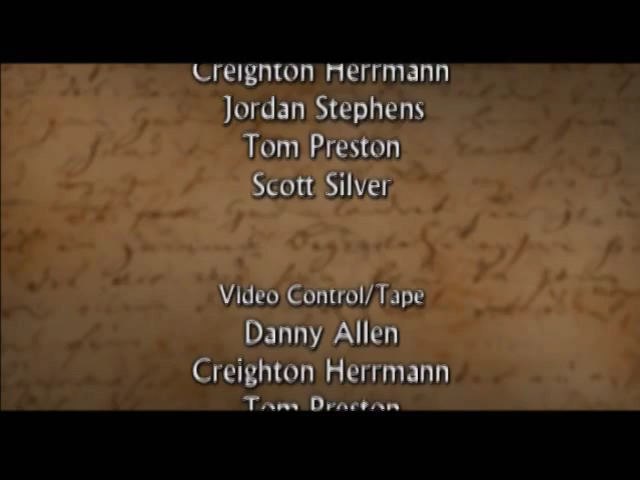 Creighton Herrmann
Jordan Stephens
Tom Preston
Scott Silver
Video Control/Tape
Danny Allen
Creighton Herrmann
Tom Preston